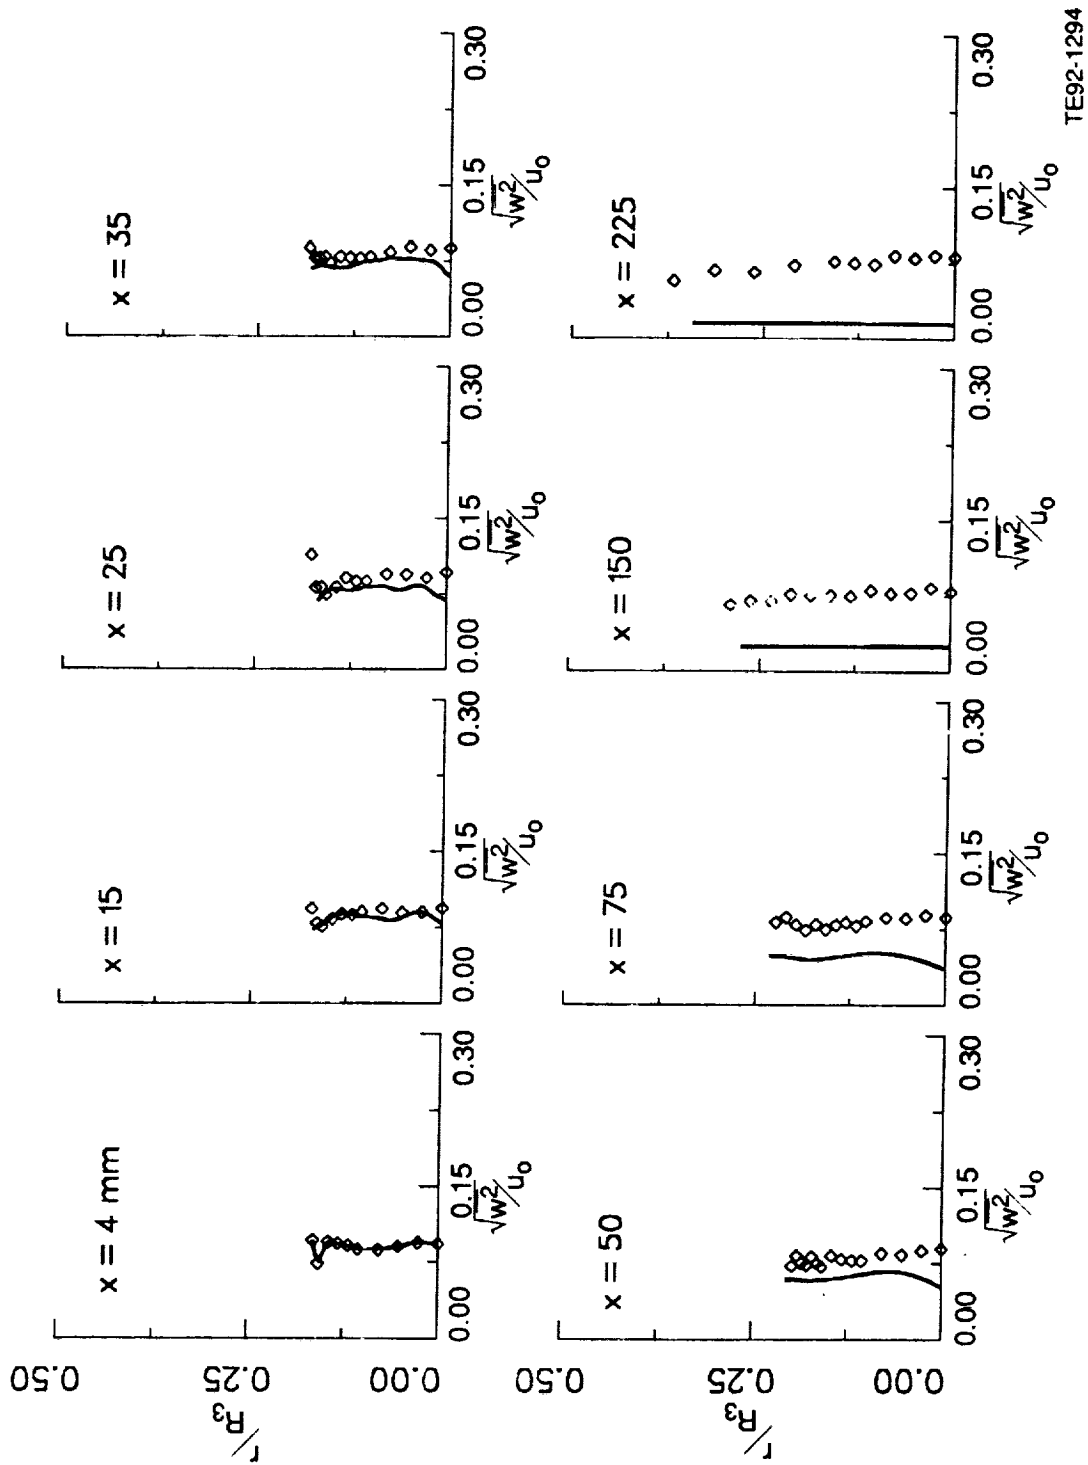 x = 4 mm
x = 15
x = 25
x = 35
0.50
0.25
0.00
r/R₃
0.00
0.15
0.30
0.00
0.15
0.30
0.00
0.15
0.30
0.00
0.15
0.30
√w²/u₀
√w²/u₀
√w²/u₀
√w²/u₀
x = 50
x = 75
x = 150
x = 225
0.50
0.25
0.00
r/R₃
0.00
0.15
0.30
0.00
0.15
0.30
0.00
0.15
0.30
0.00
0.15
0.30
√w²/u₀
√w²/u₀
√w²/u₀
√w²/u₀
TE92-1294